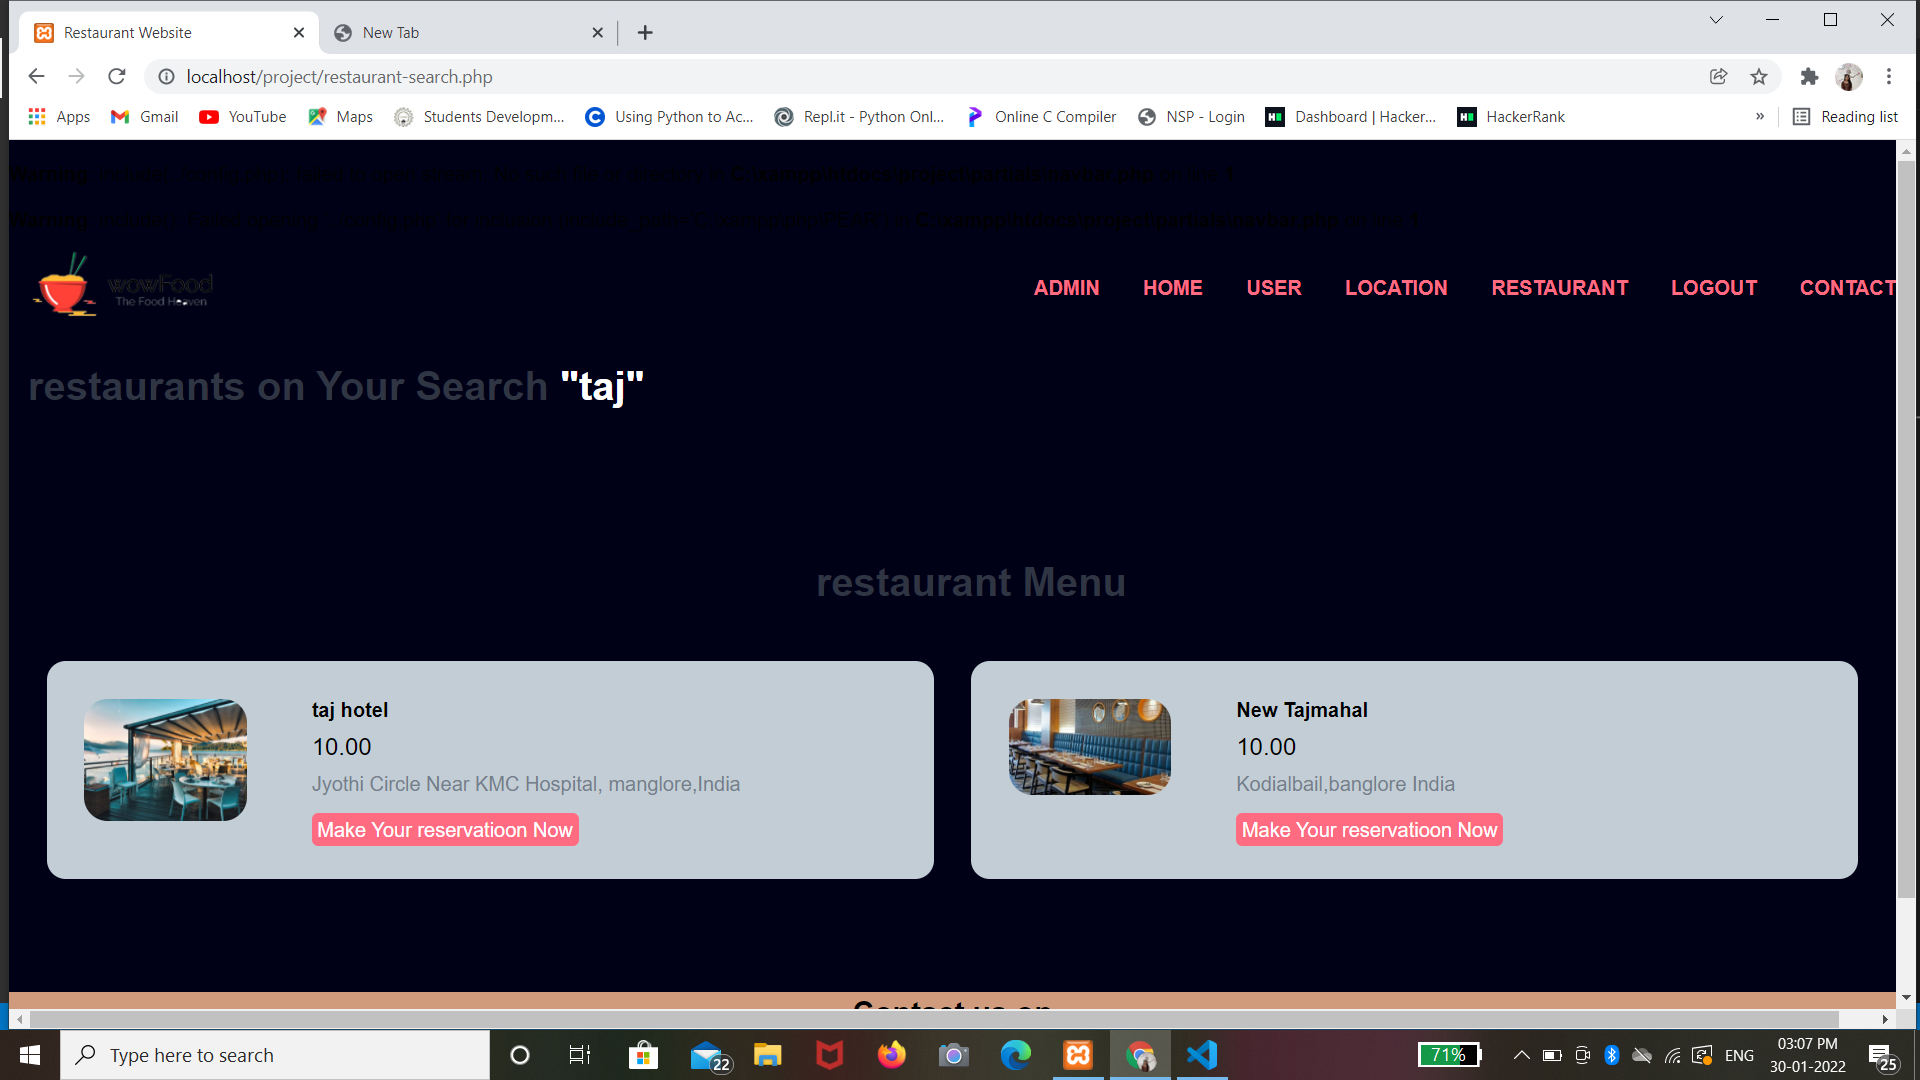 Restaurant Website
New Tab
localhost/project/restaurant-search.php
Apps
Gmail
YouTube
Maps
Students Developm...
Using Python to Ac...
Repl.it - Python Onl...
Online C Compiler
NSP - Login
Dashboard | Hacker...
HackerRank
»
Reading list
Warning
C:\xampp\htdocs\project\partials\navbar.php on line 1
Warning
C:\xampp\htdocs\project\partials\navbar.php on line 1
wowFood
The Food Heaven
ADMIN
HOME
USER
LOCATION
RESTAURANT
LOGOUT
CONTACT
restaurants on Your Search "taj"
restaurant Menu
taj hotel
10.00
Jyothi Circle Near KMC Hospital, manglore,India
Make Your reservatioon Now
New Tajmahal
10.00
Kodialbail,banglore India
Make Your reservatioon Now
Contact us on
Type here to search
22
71%
ENG
03:07 PM
30-01-2022
25